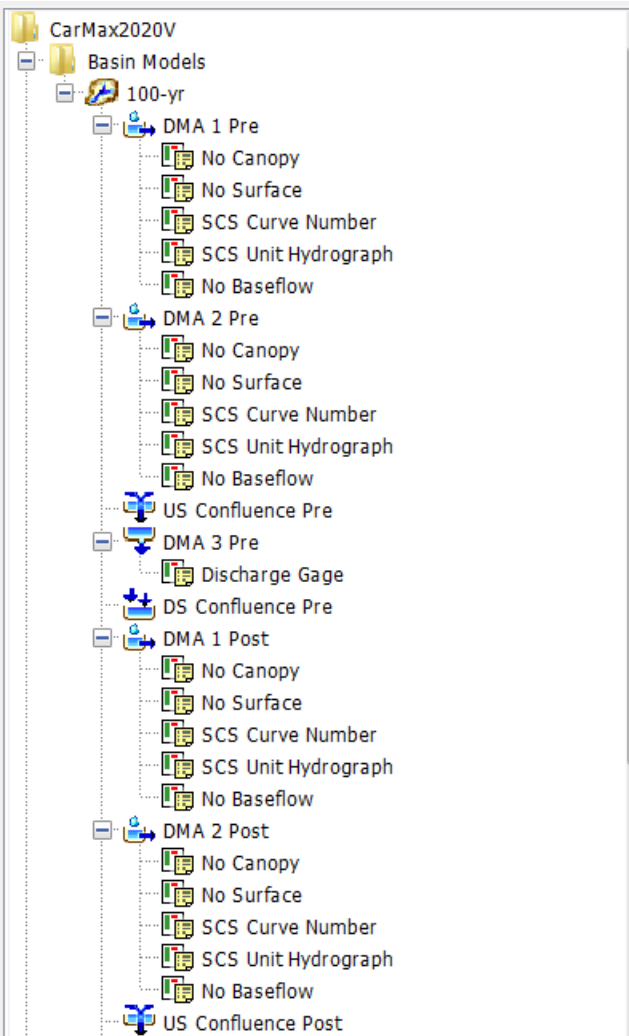 CarMax2020V
Basin Models
100-yr
DMA 1 Pre
No Canopy
No Surface
SCS Curve Number
SCS Unit Hydrograph
No Baseflow
DMA 2 Pre
No Canopy
No Surface
SCS Curve Number
SCS Unit Hydrograph
No Baseflow
US Confluence Pre
DMA 3 Pre
Discharge Gage
DS Confluence Pre
DMA 1 Post
No Canopy
No Surface
SCS Curve Number
SCS Unit Hydrograph
No Baseflow
DMA 2 Post
No Canopy
No Surface
SCS Curve Number
SCS Unit Hydrograph
No Baseflow
US Confluence Post